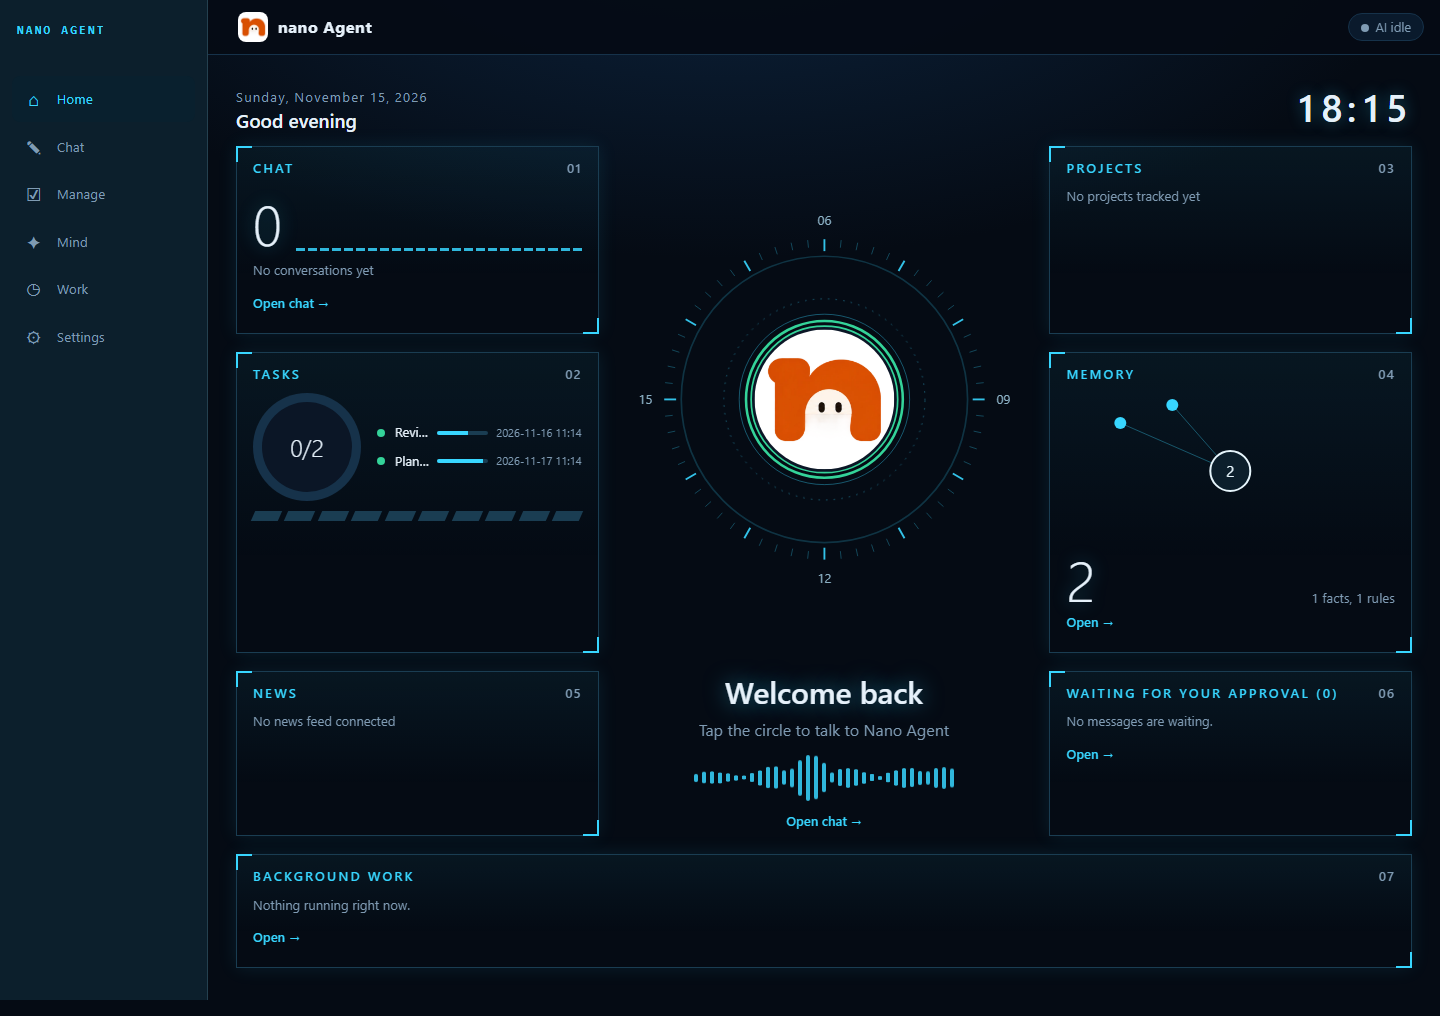 NANO AGENT
nano Agent
AI idle
Home
Chat
Manage
Mind
Work
Settings
Sunday, November 15, 2026
Good evening
18:15
CHAT 01
0
No conversations yet
Open chat →
TASKS 02
0/2
Revi... 2026-11-16 11:14
Plan... 2026-11-17 11:14
NEWS 05
No news feed connected
06
15
09
12
Welcome back
Tap the circle to talk to Nano Agent
Open chat →
PROJECTS 03
No projects tracked yet
MEMORY 04
2
2
1 facts, 1 rules
Open →
WAITING FOR YOUR APPROVAL (0) 06
No messages are waiting.
Open →
BACKGROUND WORK 07
Nothing running right now.
Open →